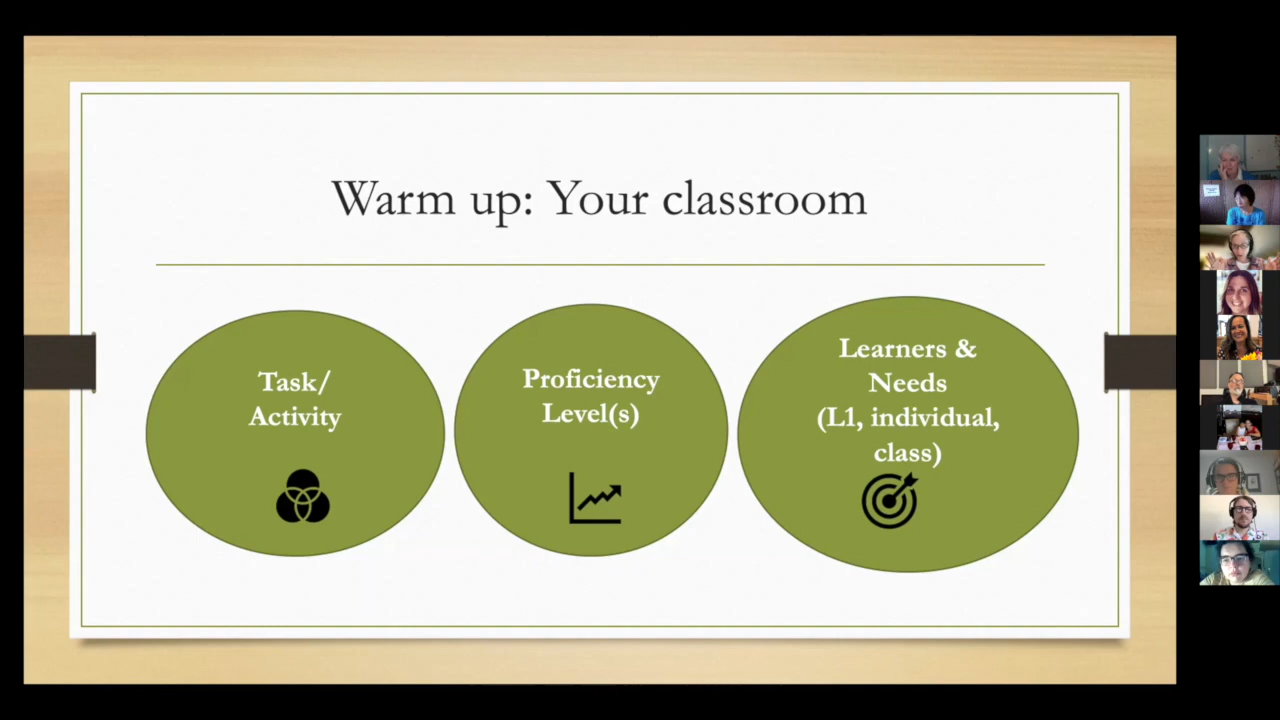 Warm up: Your classroom
Task/
Activity
Proficiency
Level(s)
Learners &
Needs
(L1, individual,
class)